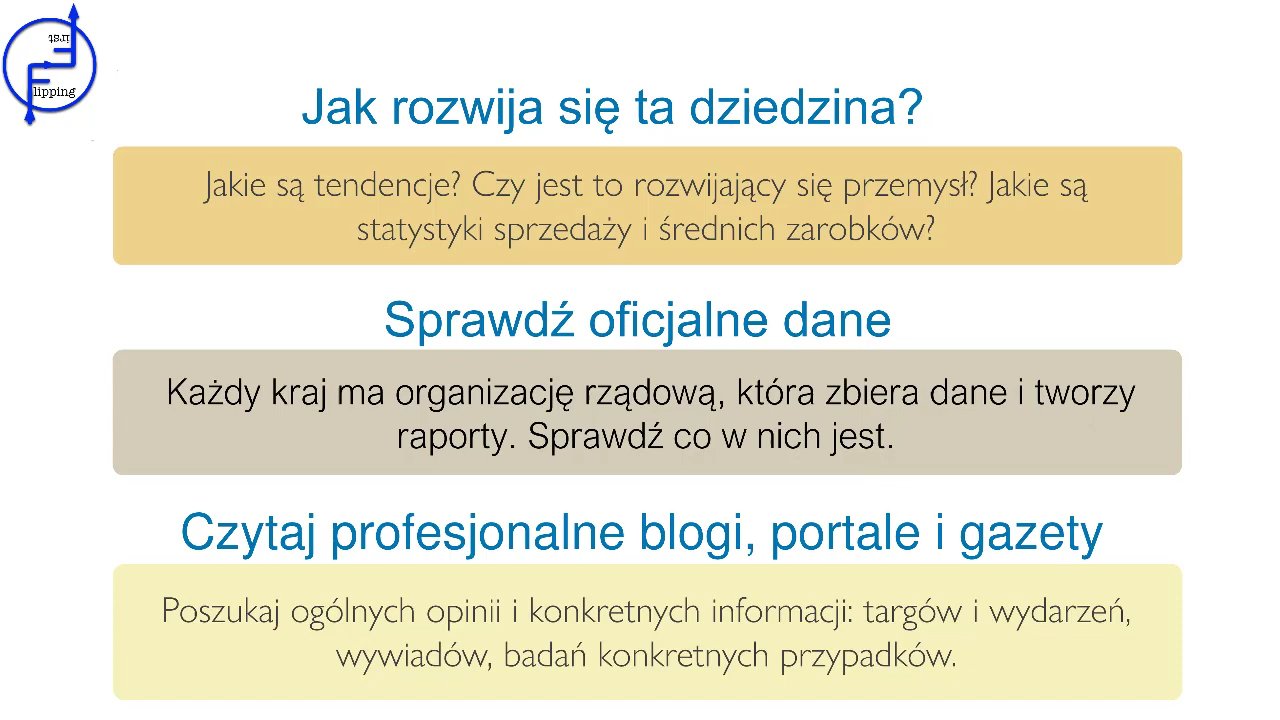 irst
lipping
Jak rozwija się ta dziedzina?
Jakie są tendencje? Czy jest to rozwijający się przemysł? Jakie są
statystyki sprzedaży i średnich zarobków?
Sprawdź oficjalne dane
Każdy kraj ma organizację rządową, która zbiera dane i tworzy
raporty. Sprawdź co w nich jest.
Czytaj profesjonalne blogi, portale i gazety
Poszukaj ogólnych opinii i konkretnych informacji: targów i wydarzeń,
wywiadów, badań konkretnych przypadków.